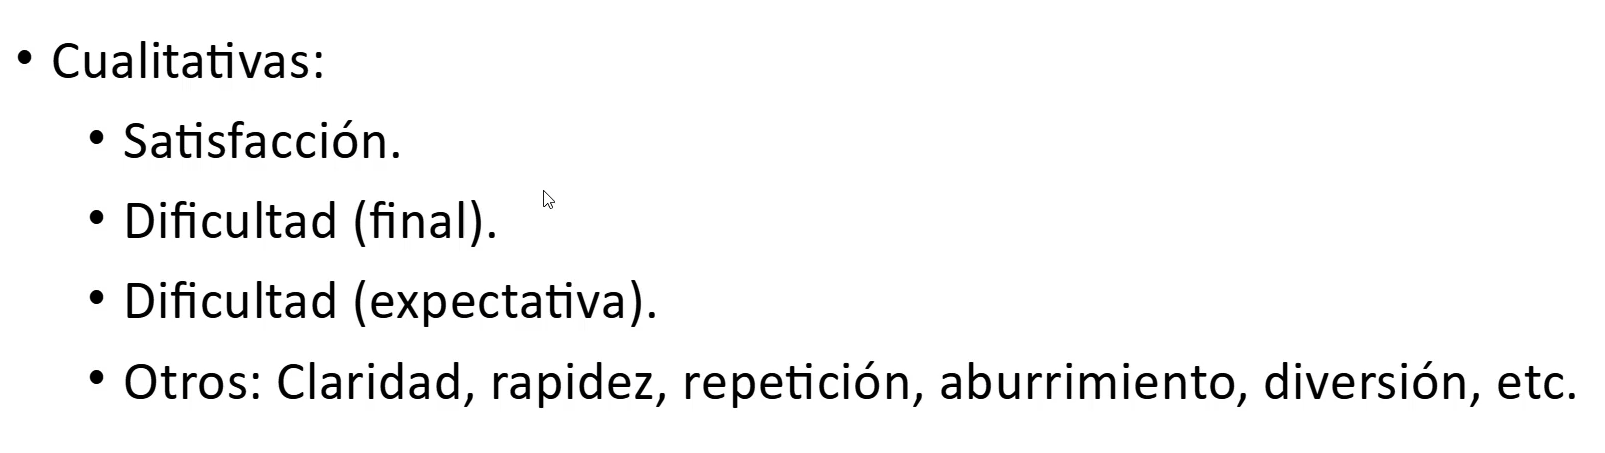 • Cualitativas:
• Satisfacción.
• Dificultad (final).
• Dificultad (expectativa).
• Otros: Claridad, rapidez, repetición, aburrimiento, diversión, etc.